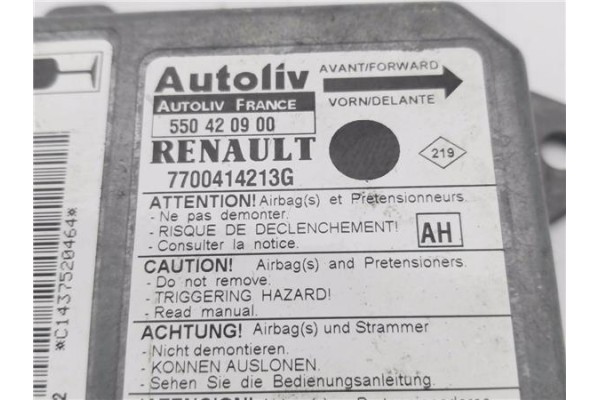 Autoliv
AVANT/FORWARD
AUTOLIV FRANCE
VORN/DELANTE
550 42 09 00
RENAULT
219
7700414213G
ATTENTION! Airbag(s) et Pretensionneurs.
- Ne pas demonter.
- RISQUE DE DECLENCHEMENT!
- Consulter la notice.
AH
CAUTION! Airbag(s) and Pretensioners.
- Do not remove.
- TRIGGERING HAZARD!
- Read manual.
ACHTUNG! Airbag(s) und Strammer
- Nicht demontieren.
- KONNEN AUSLONEN.
- Sehen Sie die Bedienungsanleitung.
*C1437520464*